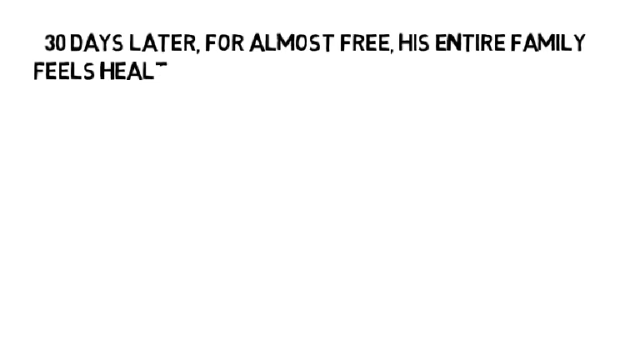 30 DAYS LATER, FOR ALMOST FREE, HIS ENTIRE FAMILY
FEELS HEAL